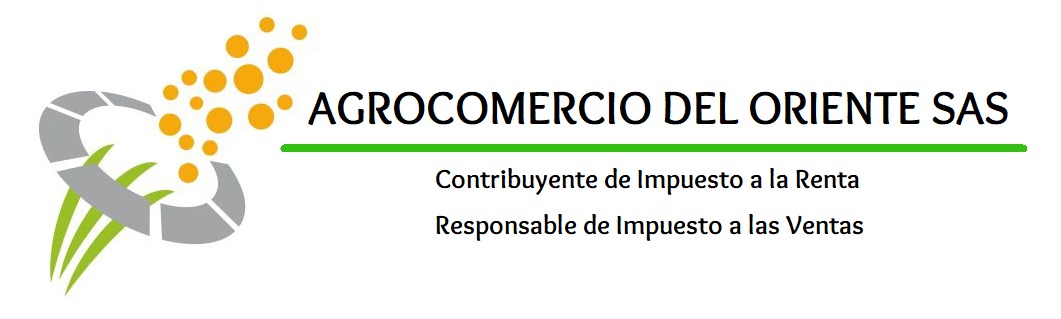 AGROCOMERCIO DEL ORIENTE SAS
Contribuyente de Impuesto a la Renta
Responsable de Impuesto a las Ventas